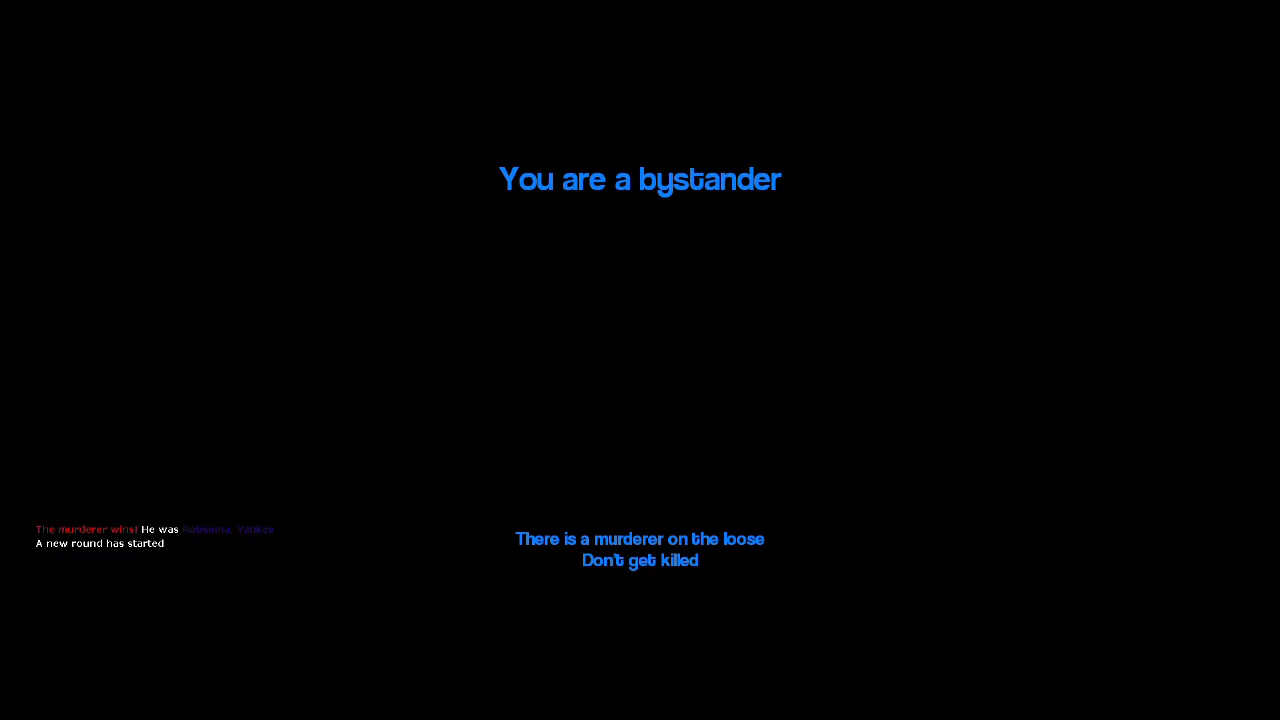 You are a bystander
The murderer wins! He was
A new round has started
There is a murderer on the loose
Don't get killed